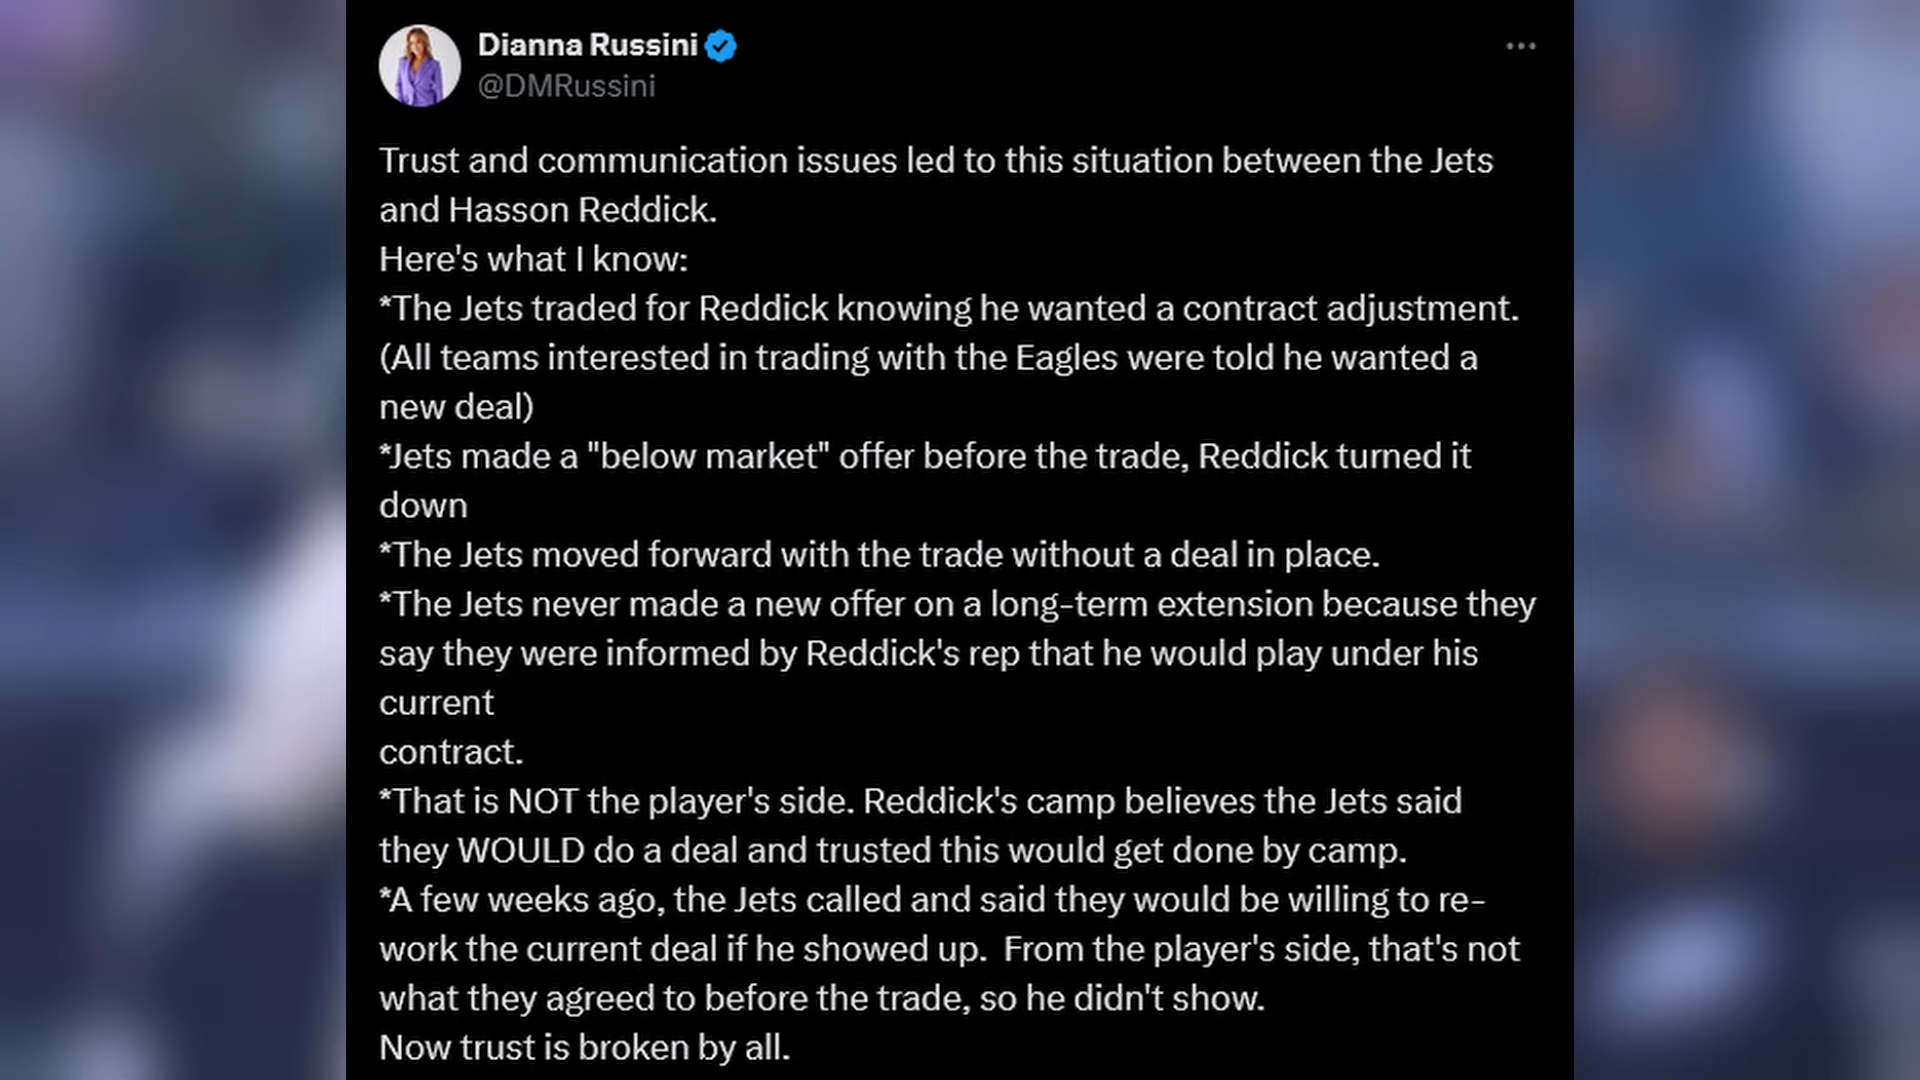 Dianna Russini
@DMRussini
Trust and communication issues led to this situation between the Jets
and Hasson Reddick.
Here's what I know:
*The Jets traded for Reddick knowing he wanted a contract adjustment.
(All teams interested in trading with the Eagles were told he wanted a
new deal)
*Jets made a "below market" offer before the trade, Reddick turned it
down
*The Jets moved forward with the trade without a deal in place.
*The Jets never made a new offer on a long-term extension because they
say they were informed by Reddick's rep that he would play under his
current
contract.
*That is NOT the player's side. Reddick's camp believes the Jets said
they WOULD do a deal and trusted this would get done by camp.
*A few weeks ago, the Jets called and said they would be willing to re-
work the current deal if he showed up.  From the player's side, that's not
what they agreed to before the trade, so he didn't show.
Now trust is broken by all.